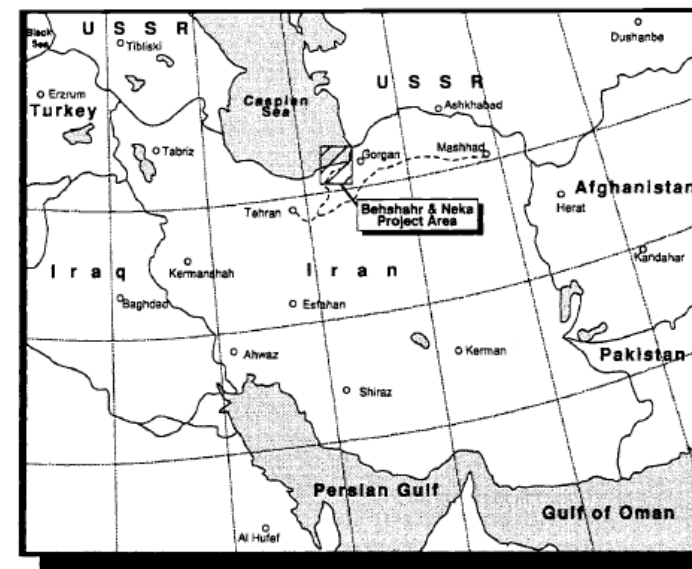 Black
Sea
U S S R
Tibliski
Dushanbe
Erzrum
Turkey
Caspian
Sea
U S S R
Ashkhabad
Tabriz
Gorgan
Mashhad
Tehran
Behshahr & Neka
Project Area
Afghanistan
Herat
Iraq
Kermanshah
Iran
Kandahar
Baghdad
Esfahan
Ahwaz
Kerman
Pakistan
Shiraz
Persian Gulf
Gulf of Oman
Al Hufef